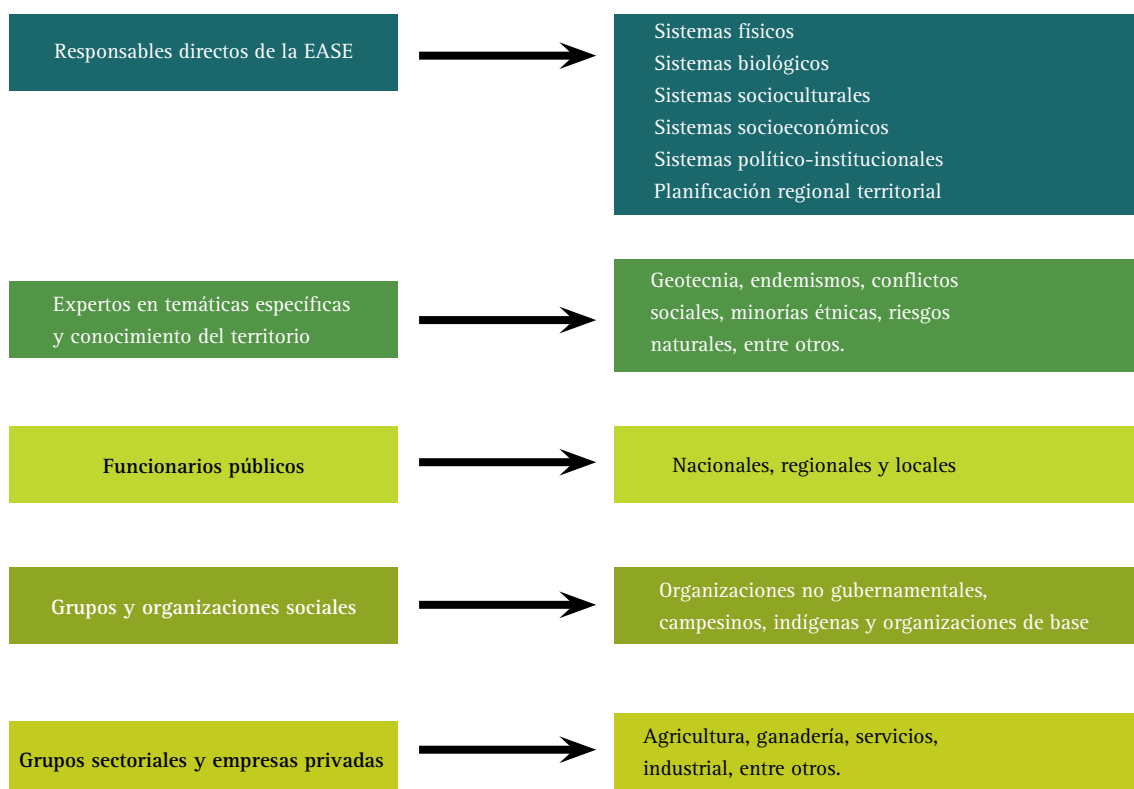 Responsables directos de la EASE
Sistemas físicos
Sistemas biológicos
Sistemas socioculturales
Sistemas socioeconómicos
Sistemas político-institucionales
Planificación regional territorial
Expertos en temáticas específicas
y conocimiento del territorio
Geotecnia, endemismos, conflictos
sociales, minorías étnicas, riesgos
naturales, entre otros.
Funcionarios públicos
Nacionales, regionales y locales
Grupos y organizaciones sociales
Organizaciones no gubernamentales,
campesinos, indígenas y organizaciones de base
Grupos sectoriales y empresas privadas
Agricultura, ganadería, servicios,
industrial, entre otros.